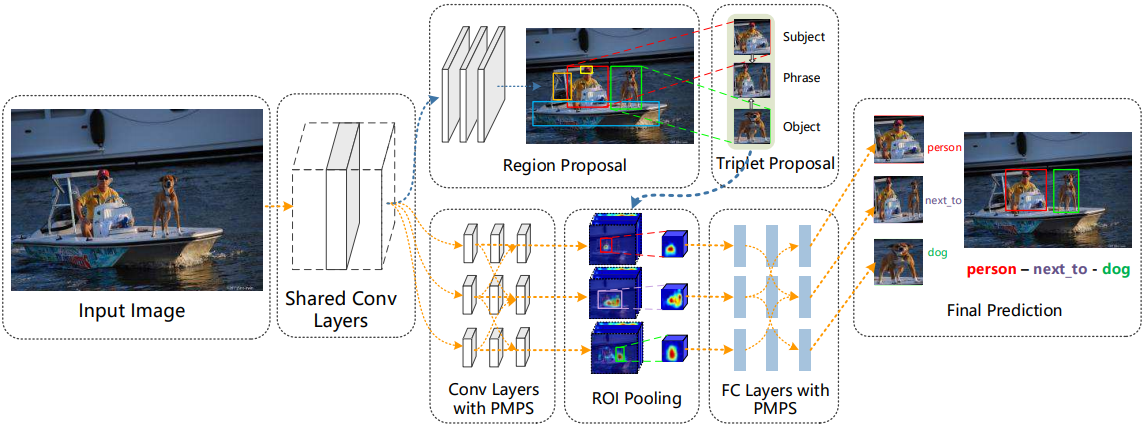 Input Image
Shared Conv
Layers
Region Proposal
Subject
Phrase
Object
Triplet Proposal
Conv Layers
with PMPS
ROI Pooling
FC Layers with
PMPS
person
next_to
dog
person – next_to - dog
Final Prediction